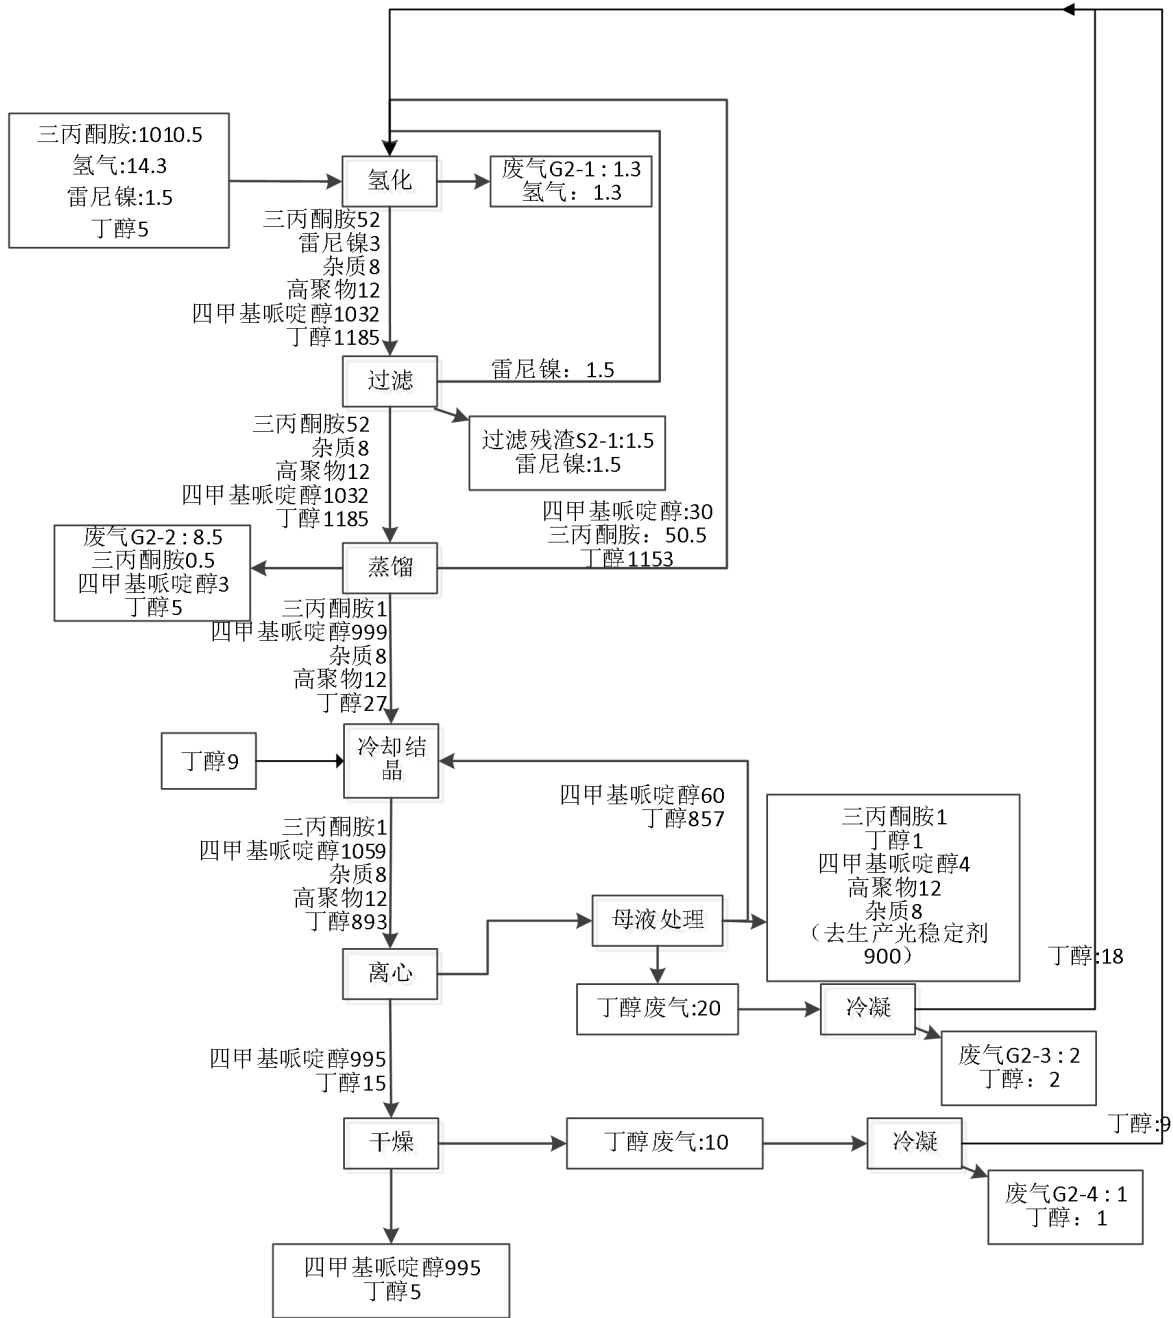 三丙酮胺:1010.5
氢气:14.3
雷尼镍:1.5
丁醇5
氢化
废气G2-1：1.3
氢气：1.3
三丙酮胺52
雷尼镍3
杂质8
高聚物12
四甲基哌啶醇1032
丁醇1185
过滤
雷尼镍：1.5
过滤残渣S2-1:1.5
雷尼镍:1.5
三丙酮胺52
杂质8
高聚物12
四甲基哌啶醇1032
丁醇1185
四甲基哌啶醇:30
三丙酮胺：50.5
丁醇1153
废气G2-2：8.5
三丙酮胺0.5
四甲基哌啶醇3
丁醇5
蒸馏
三丙酮胺1
四甲基哌啶醇999
杂质8
高聚物12
丁醇27
丁醇9
冷却结
晶
四甲基哌啶醇60
丁醇857
三丙酮胺1
丁醇1
四甲基哌啶醇4
高聚物12
杂质8
（去生产光稳定剂
900）
三丙酮胺1
四甲基哌啶醇1059
杂质8
高聚物12
丁醇893
母液处理
离心
丁醇:18
丁醇废气:20
冷凝
废气G2-3：2
丁醇：2
四甲基哌啶醇995
丁醇15
干燥
丁醇废气:10
冷凝
丁醇:9
废气G2-4：1
丁醇：1
四甲基哌啶醇995
丁醇5